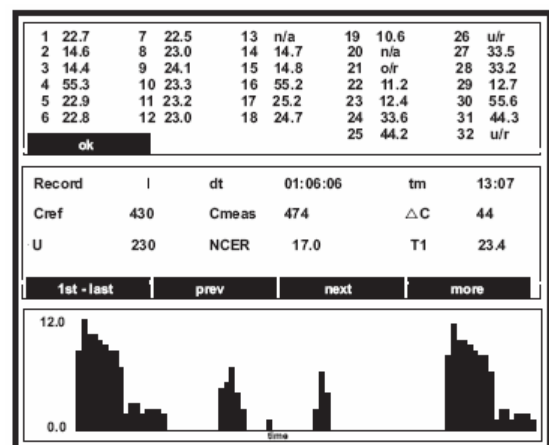 1 22.7 7 22.5 13 n/a 19 10.6 26 u/r
2 14.6 8 23.0 14 14.7 20 n/a 27 33.5
3 14.4 9 24.1 15 14.8 21 o/r 28 33.2
4 55.3 10 23.3 16 55.2 22 11.2 29 12.7
5 22.9 11 23.2 17 25.2 23 12.4 30 55.6
6 22.8 12 23.0 18 24.7 24 33.6 31 44.3
25 44.2 32 u/r
ok
Record I dt 01:06:06 tm 13:07
Cref 430 Cmeas 474 △C 44
U 230 NCER 17.0 T1 23.4
1st - last prev next more
12.0
0.0
time